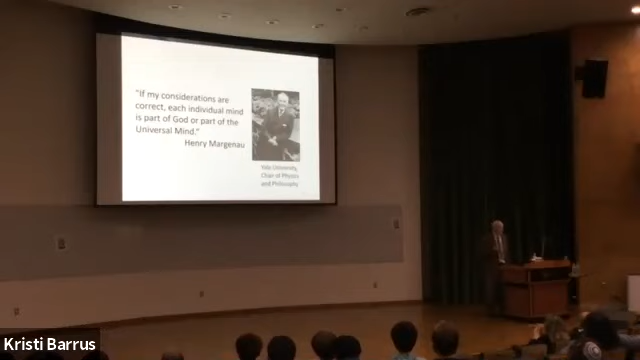 "If my considerations are
correct, each individual mind
is part of God or part of the
Universal Mind."
Henry Margenau
Yale University,
Chair of Physics
and Philosophy
Kristi Barrus